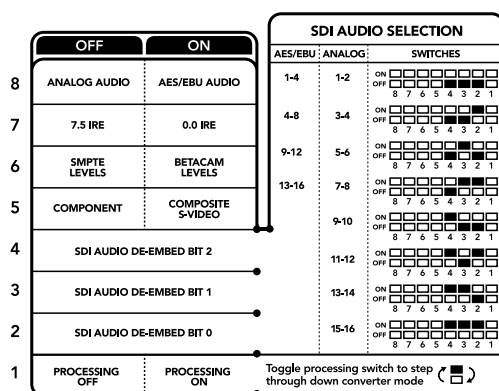 OFF ON
8 ANALOG AUDIO AES/EBU AUDIO
7 7.5 IRE 0.0 IRE
6 SMPTE LEVELS BETACAM LEVELS
5 COMPONENT COMPOSITE S-VIDEO
4 SDI AUDIO DE-EMBED BIT 2
3 SDI AUDIO DE-EMBED BIT 1
2 SDI AUDIO DE-EMBED BIT 0
1 PROCESSING OFF PROCESSING ON
SDI AUDIO SELECTION
AES/EBU ANALOG SWITCHES
1-4 1-2 ON
OFF
8 7 6 5 4 3 2 1
4-8 3-4 ON
OFF
8 7 6 5 4 3 2 1
9-12 5-6 ON
OFF
8 7 6 5 4 3 2 1
13-16 7-8 ON
OFF
8 7 6 5 4 3 2 1
9-10 ON
OFF
8 7 6 5 4 3 2 1
11-12 ON
OFF
8 7 6 5 4 3 2 1
13-14 ON
OFF
8 7 6 5 4 3 2 1
15-16 ON
OFF
8 7 6 5 4 3 2 1
Toggle processing switch to step
through down converter mode